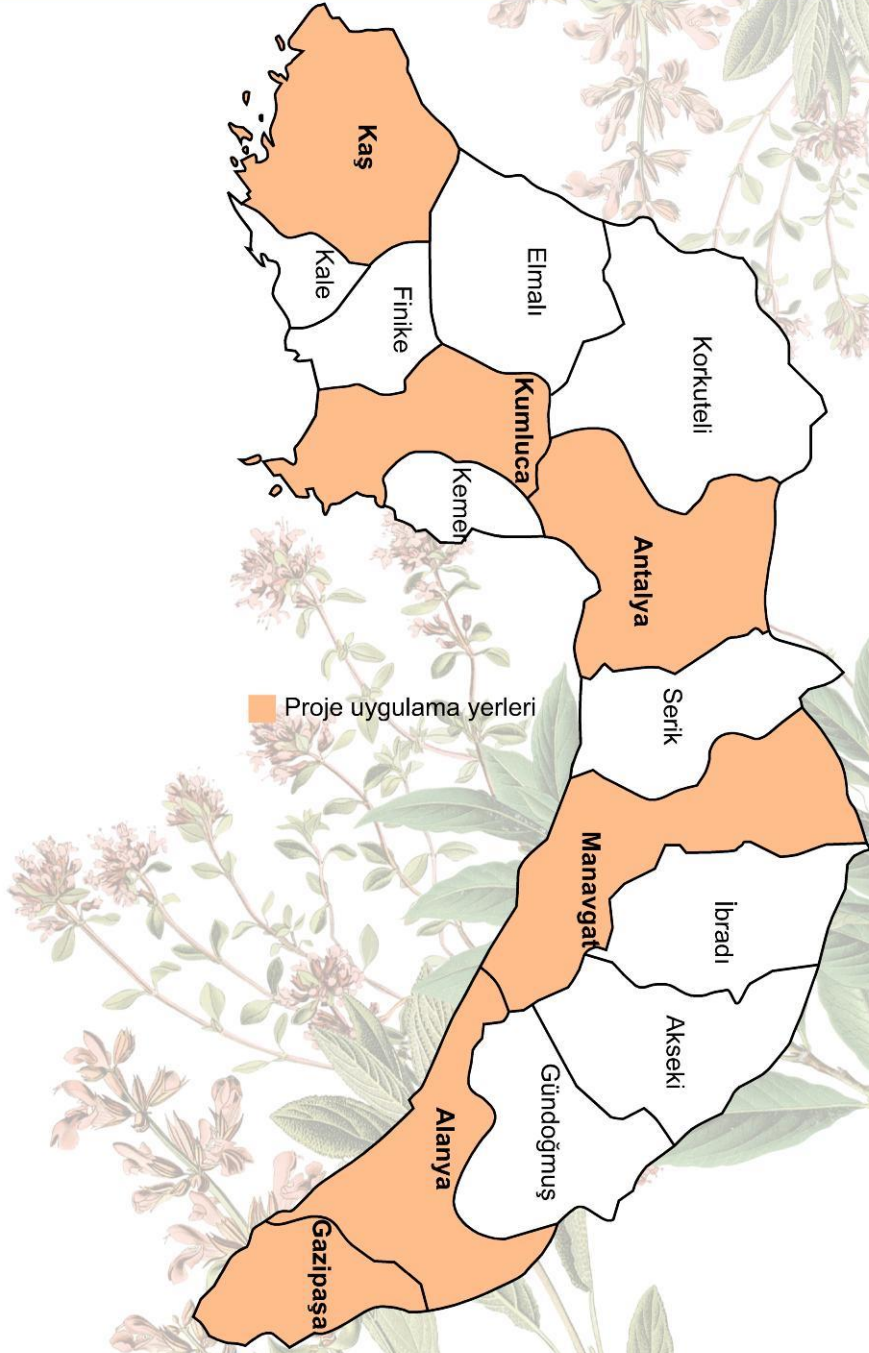 Kaş
Kale
Finike
Elmalı
Korkuteli
Kumluca
Kemer
Antalya
Serik
Proje uygulama yerleri
Manavgat
İbradı
Akseki
Gündoğmuş
Alanya
Gazipaşa